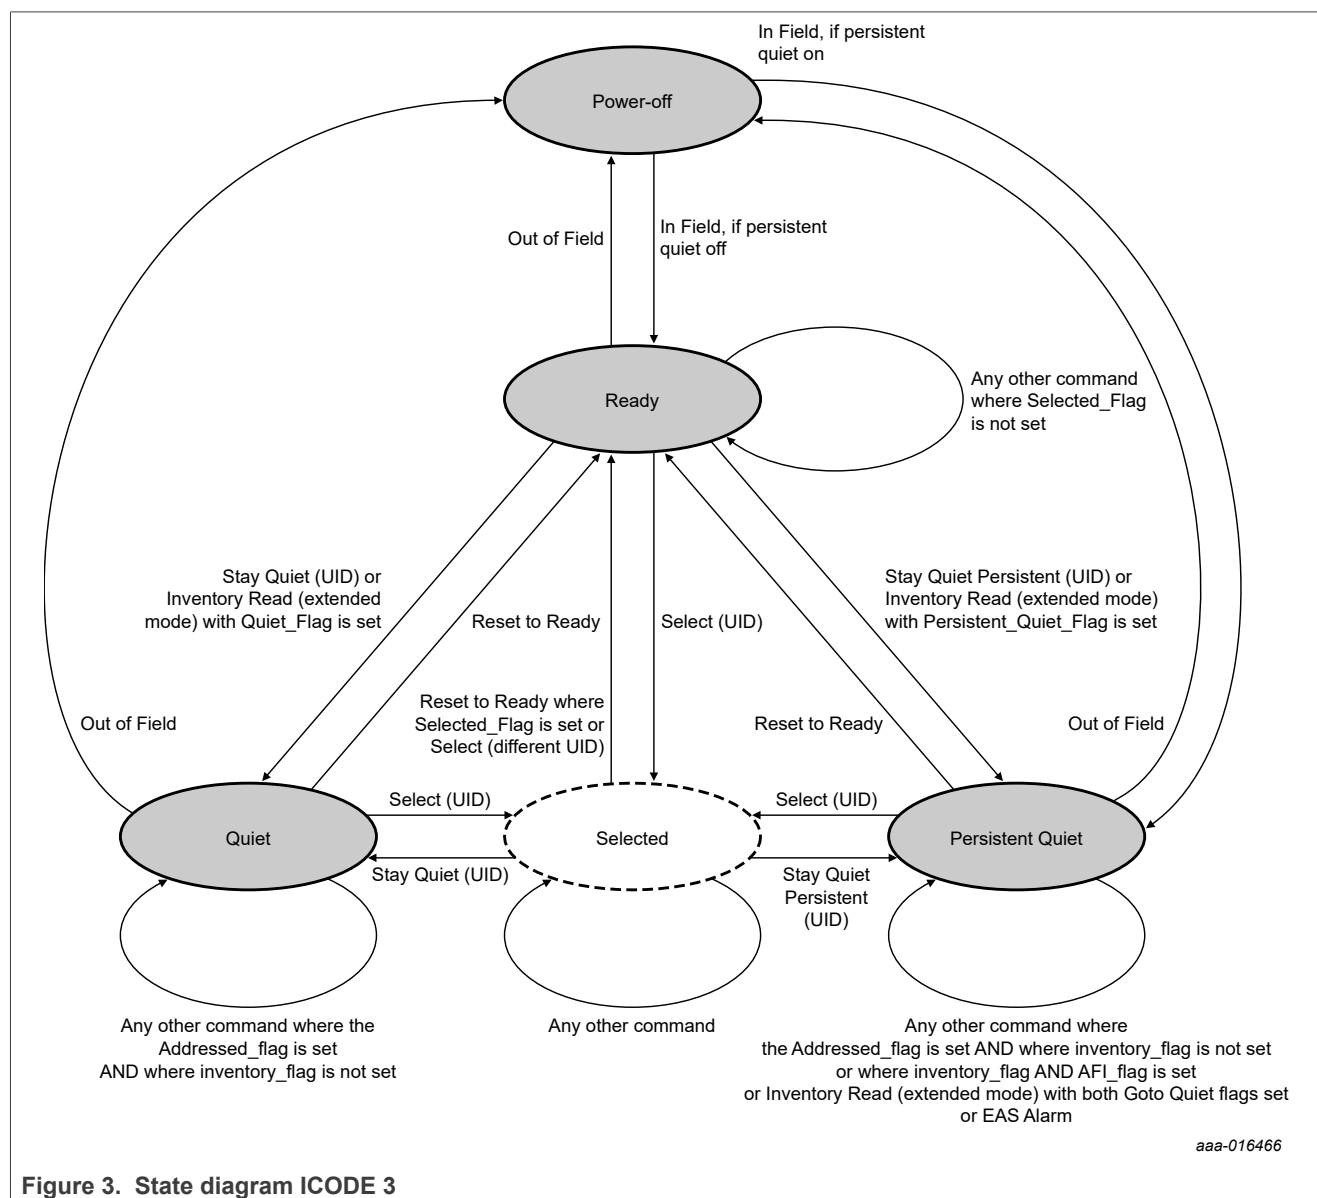 In Field, if persistent
quiet on
Power-off
Out of Field
In Field, if persistent
quiet off
Ready
Any other command
where Selected_Flag
is not set
Stay Quiet (UID) or
Inventory Read (extended
mode) with Quiet_Flag is set
Reset to Ready
Select (UID)
Stay Quiet Persistent (UID) or
Inventory Read (extended mode)
with Persistent_Quiet_Flag is set
Out of Field
Reset to Ready where
Selected_Flag is set or
Select (different UID)
Reset to Ready
Out of Field
Quiet
Select (UID)
Stay Quiet (UID)
Selected
Select (UID)
Stay Quiet
Persistent
(UID)
Persistent Quiet
Any other command where the
Addressed_flag is set
AND where inventory_flag is not set
Any other command
Any other command where
the Addressed_flag is set AND where inventory_flag is not set
or where inventory_flag AND AFI_flag is set
or Inventory Read (extended mode) with both Goto Quiet flags set
or EAS Alarm
aaa-016466
Figure 3. State diagram ICODE 3